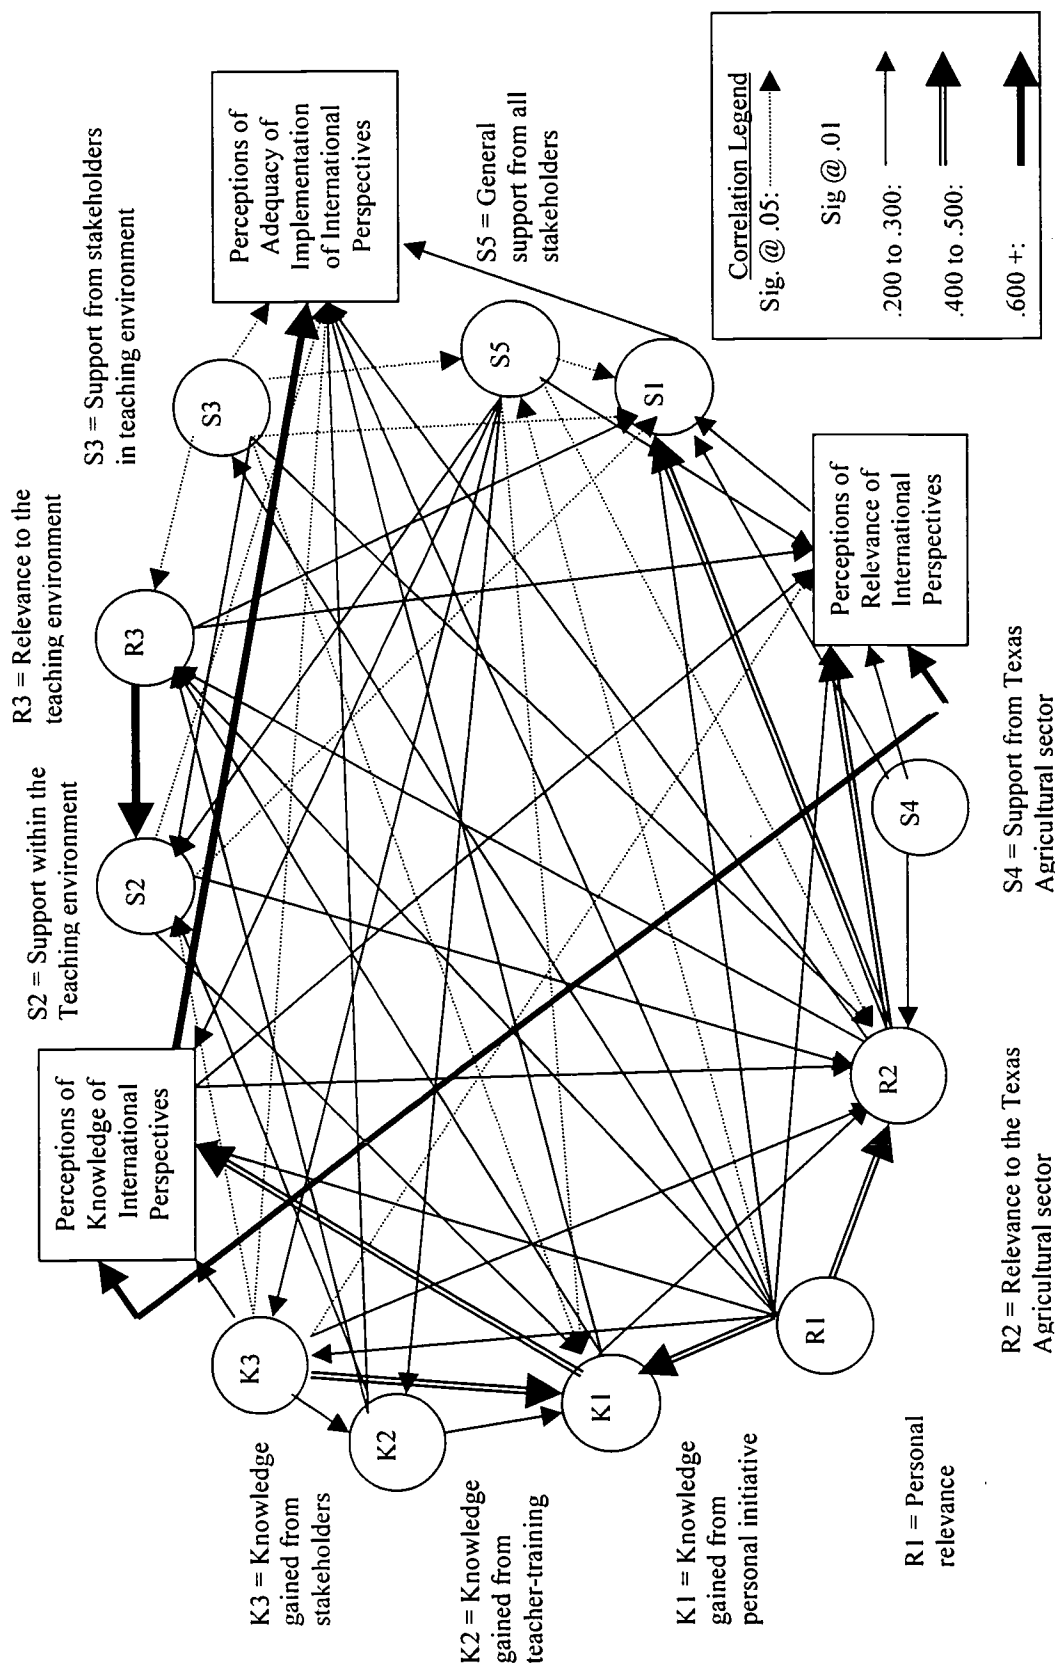 K3 = Knowledge
gained from
stakeholders
K2 = Knowledge
gained from
teacher-training
K1 = Knowledge
gained from
personal initiative
R1 = Personal
relevance
Perceptions of
Knowledge of
International
Perspectives
K3
K2
K1
R1
R2
R2 = Relevance to the Texas
Agricultural sector
S2 = Support within the
Teaching environment
S2
S4
S4 = Support from Texas
Agricultural sector
R3 = Relevance to the
teaching environment
R3
Perceptions of
Relevance of
International
Perspectives
S3 = Support from stakeholders
in teaching environment
S3
S5
S1
S5 = General
support from all
stakeholders
Perceptions of
Adequacy of
Implementation
of International
Perspectives
Correlation Legend
Sig. @ .05:
Sig @ .01
.200 to .300:
.400 to .500:
.600 +: